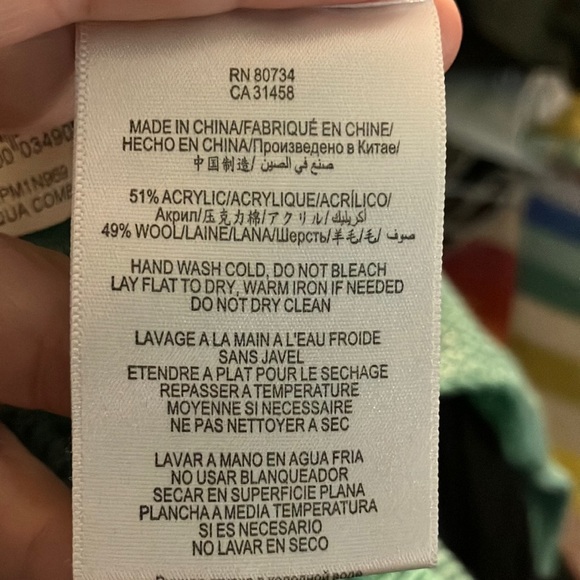 RN 80734
CA 31458
MADE IN CHINA/FABRIQUÉ EN CHINE/
HECHO EN CHINA/Произведено в Китае/
中国制造/ صنع في الصين
51% ACRYLIC/ACRYLIQUE/ACRÍLICO/
Акрил/压克力棉/アクリル/أكريليك
49% WOOL/LAINE/LANA/Шерсть/羊毛/毛/ صوف
HAND WASH COLD, DO NOT BLEACH
LAY FLAT TO DRY, WARM IRON IF NEEDED
DO NOT DRY CLEAN
LAVAGE A LA MAIN A L'EAU FROIDE
SANS JAVEL
ETENDRE A PLAT POUR LE SECHAGE
REPASSER A TEMPERATURE
MOYENNE SI NECESSAIRE
NE PAS NETTOYER A SEC
LAVAR A MANO EN AGUA FRIA
NO USAR BLANQUEADOR
SECAR EN SUPERFICIE PLANA
PLANCHA A MEDIA TEMPERATURA
SI ES NECESARIO
NO LAVAR EN SECO